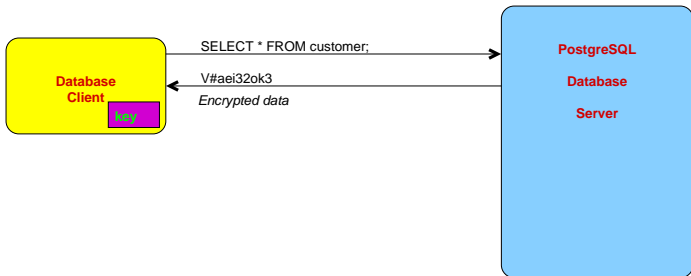 Database
Client
key
SELECT * FROM customer;
V#aei32ok3
Encrypted data
PostgreSQL
Database
Server